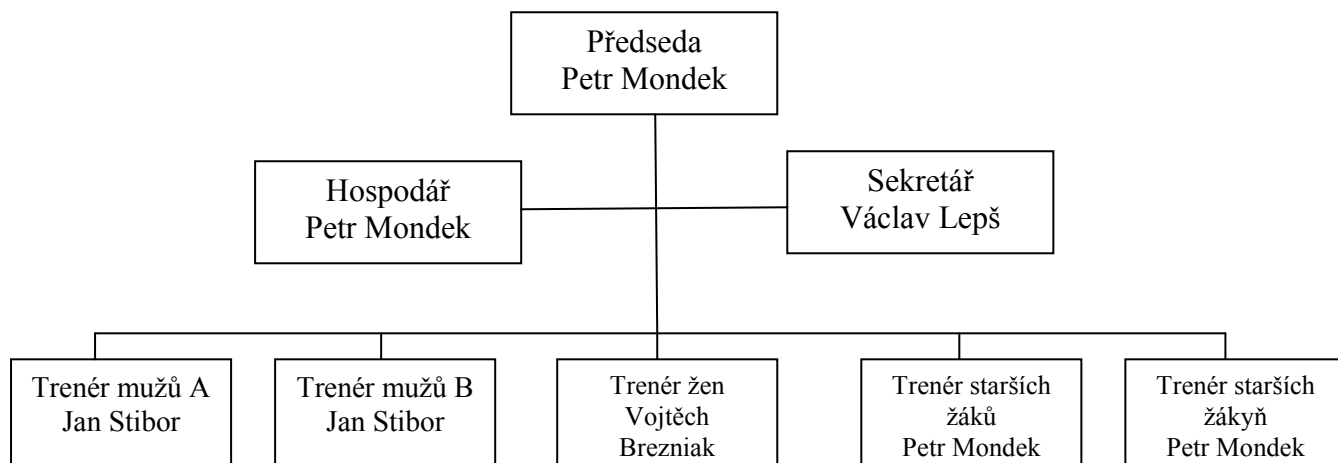 Předseda
Petr Mondek
Hospodář
Petr Mondek
Sekretář
Václav Lepš
Trenér mužů A
Jan Stibor
Trenér mužů B
Jan Stibor
Trenér žen
Vojtěch
Brezniak
Trenér starších
žáků
Petr Mondek
Trenér starších
žákyň
Petr Mondek